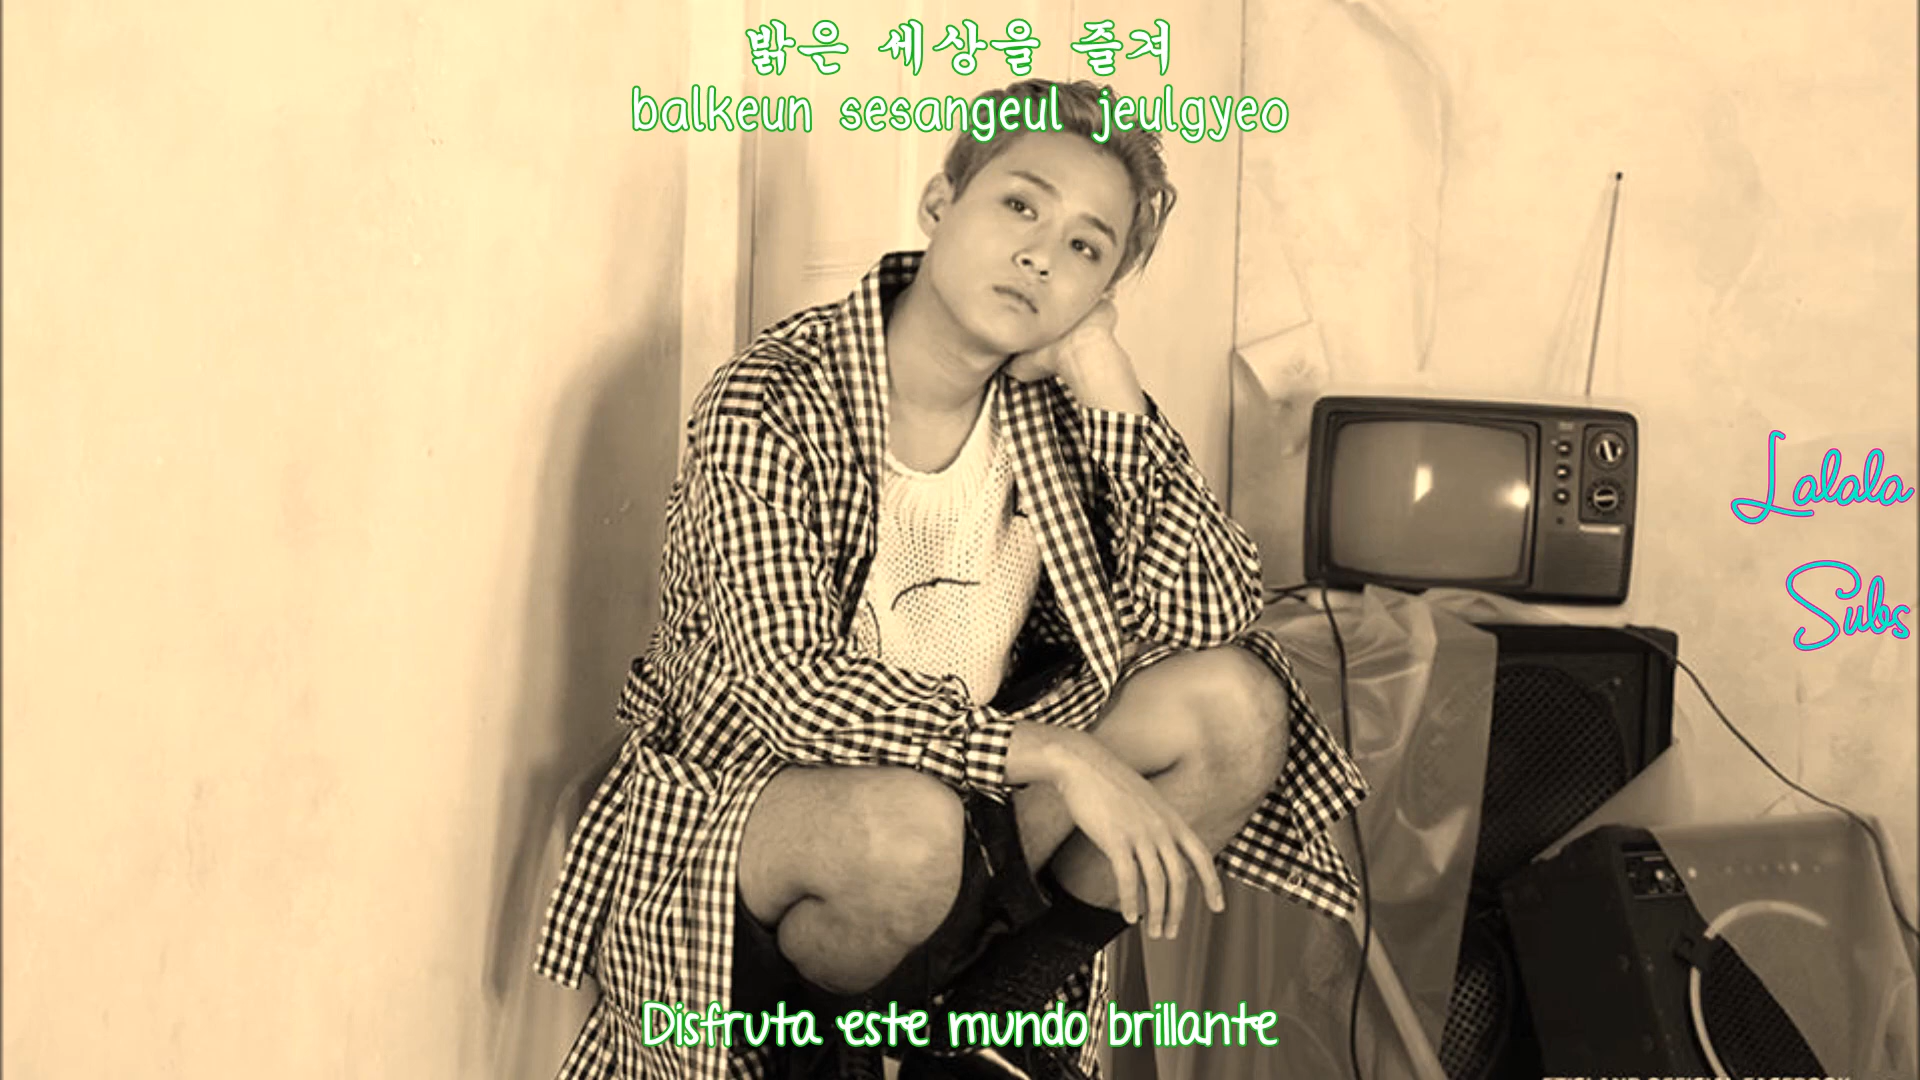 밝은 세상을 즐겨
balkeun sesangeul jeulgyeo
Lalala
Subs
Disfruta este mundo brillante